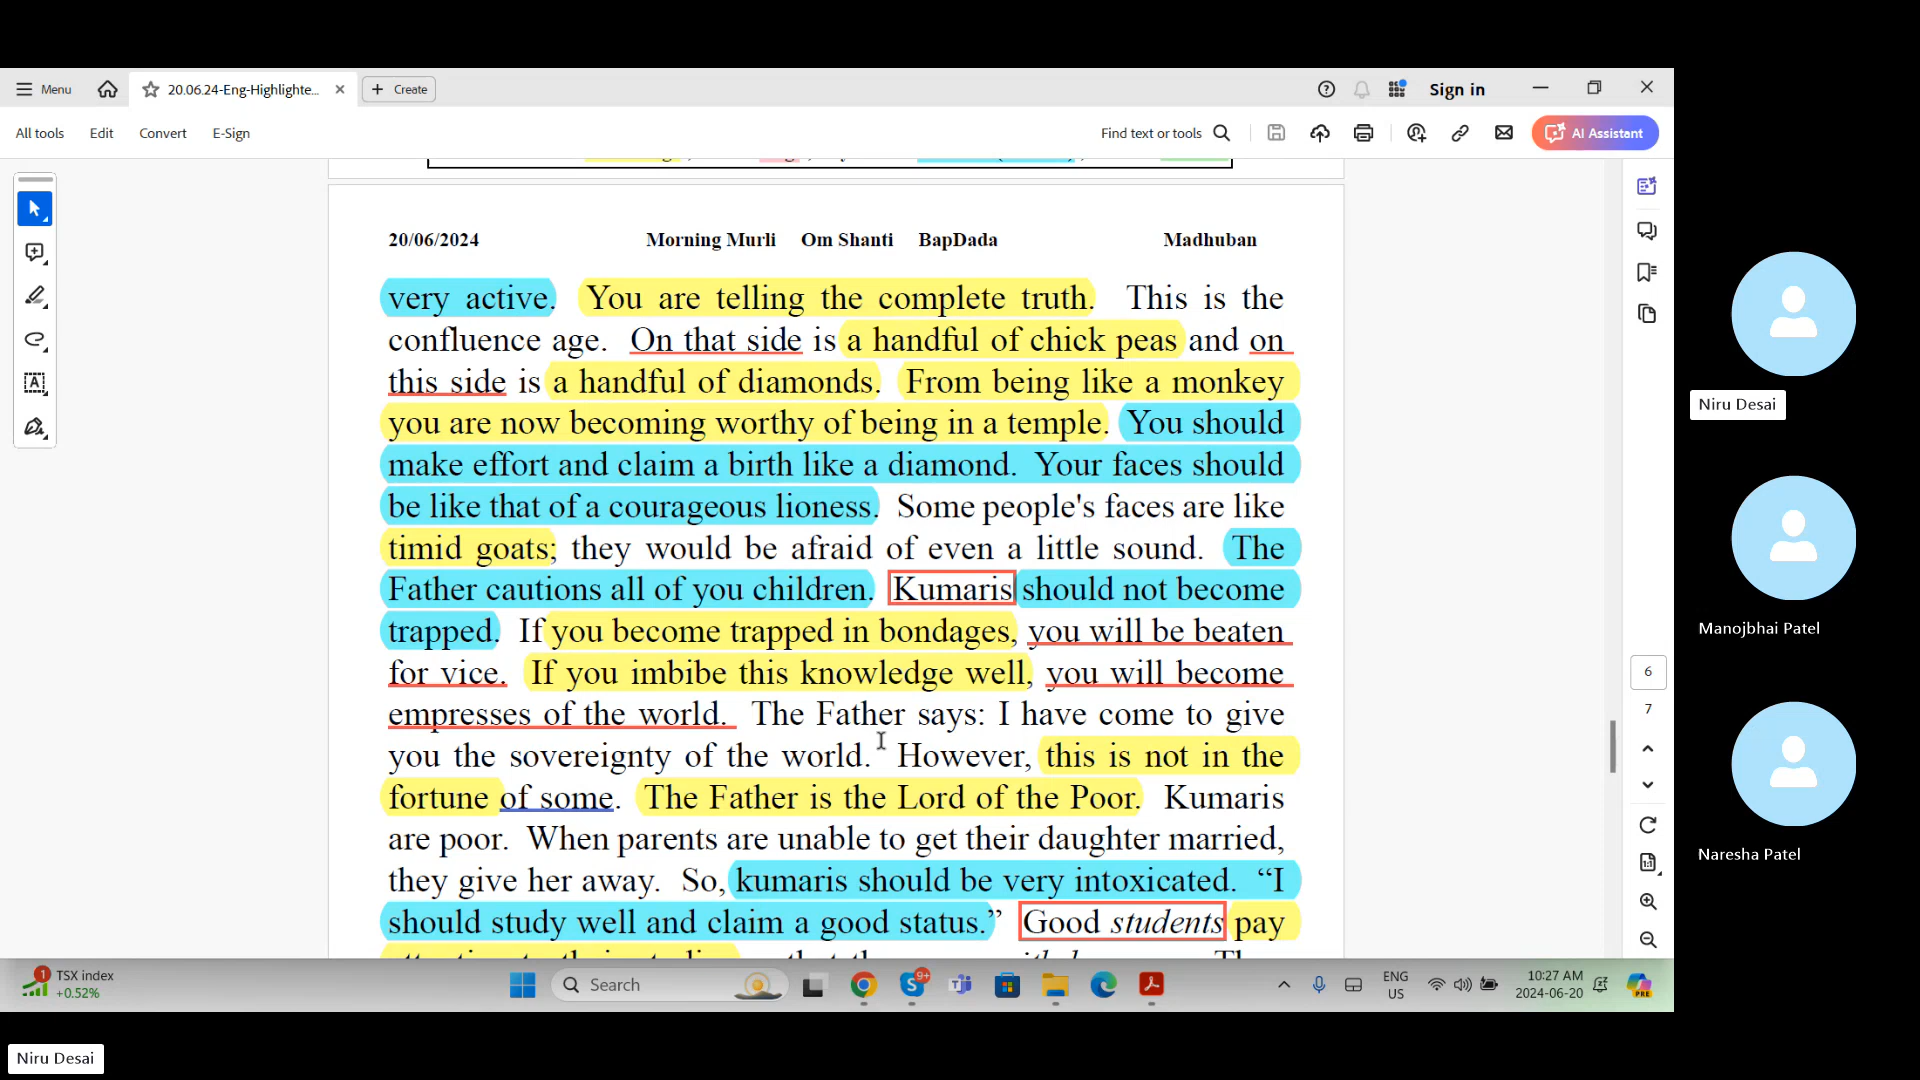 Menu
20.06.24-Eng-Highlighte...
Create
Sign in
All tools
Edit
Convert
E-Sign
Find text or tools
AI Assistant
20/06/2024 Morning Murli Om Shanti BapDada Madhuban
very active. You are telling the complete truth. This is the
confluence age. On that side is a handful of chick peas and on
this side is a handful of diamonds. From being like a monkey
you are now becoming worthy of being in a temple. You should
make effort and claim a birth like a diamond. Your faces should
be like that of a courageous lioness. Some people's faces are like
timid goats; they would be afraid of even a little sound. The
Father cautions all of you children. Kumaris should not become
trapped. If you become trapped in bondages, you will be beaten
for vice. If you imbibe this knowledge well, you will become
empresses of the world. The Father says: I have come to give
you the sovereignty of the world. However, this is not in the
fortune of some. The Father is the Lord of the Poor. Kumaris
are poor. When parents are unable to get their daughter married,
they give her away. So, kumaris should be very intoxicated. “I
should study well and claim a good status.” Good students pay
6
7
Niru Desai
Manojbhai Patel
Naresha Patel
1
TSX index
+0.52%
Search
9+
ENG
US
10:27 AM
2024-06-20
PRE
Niru Desai